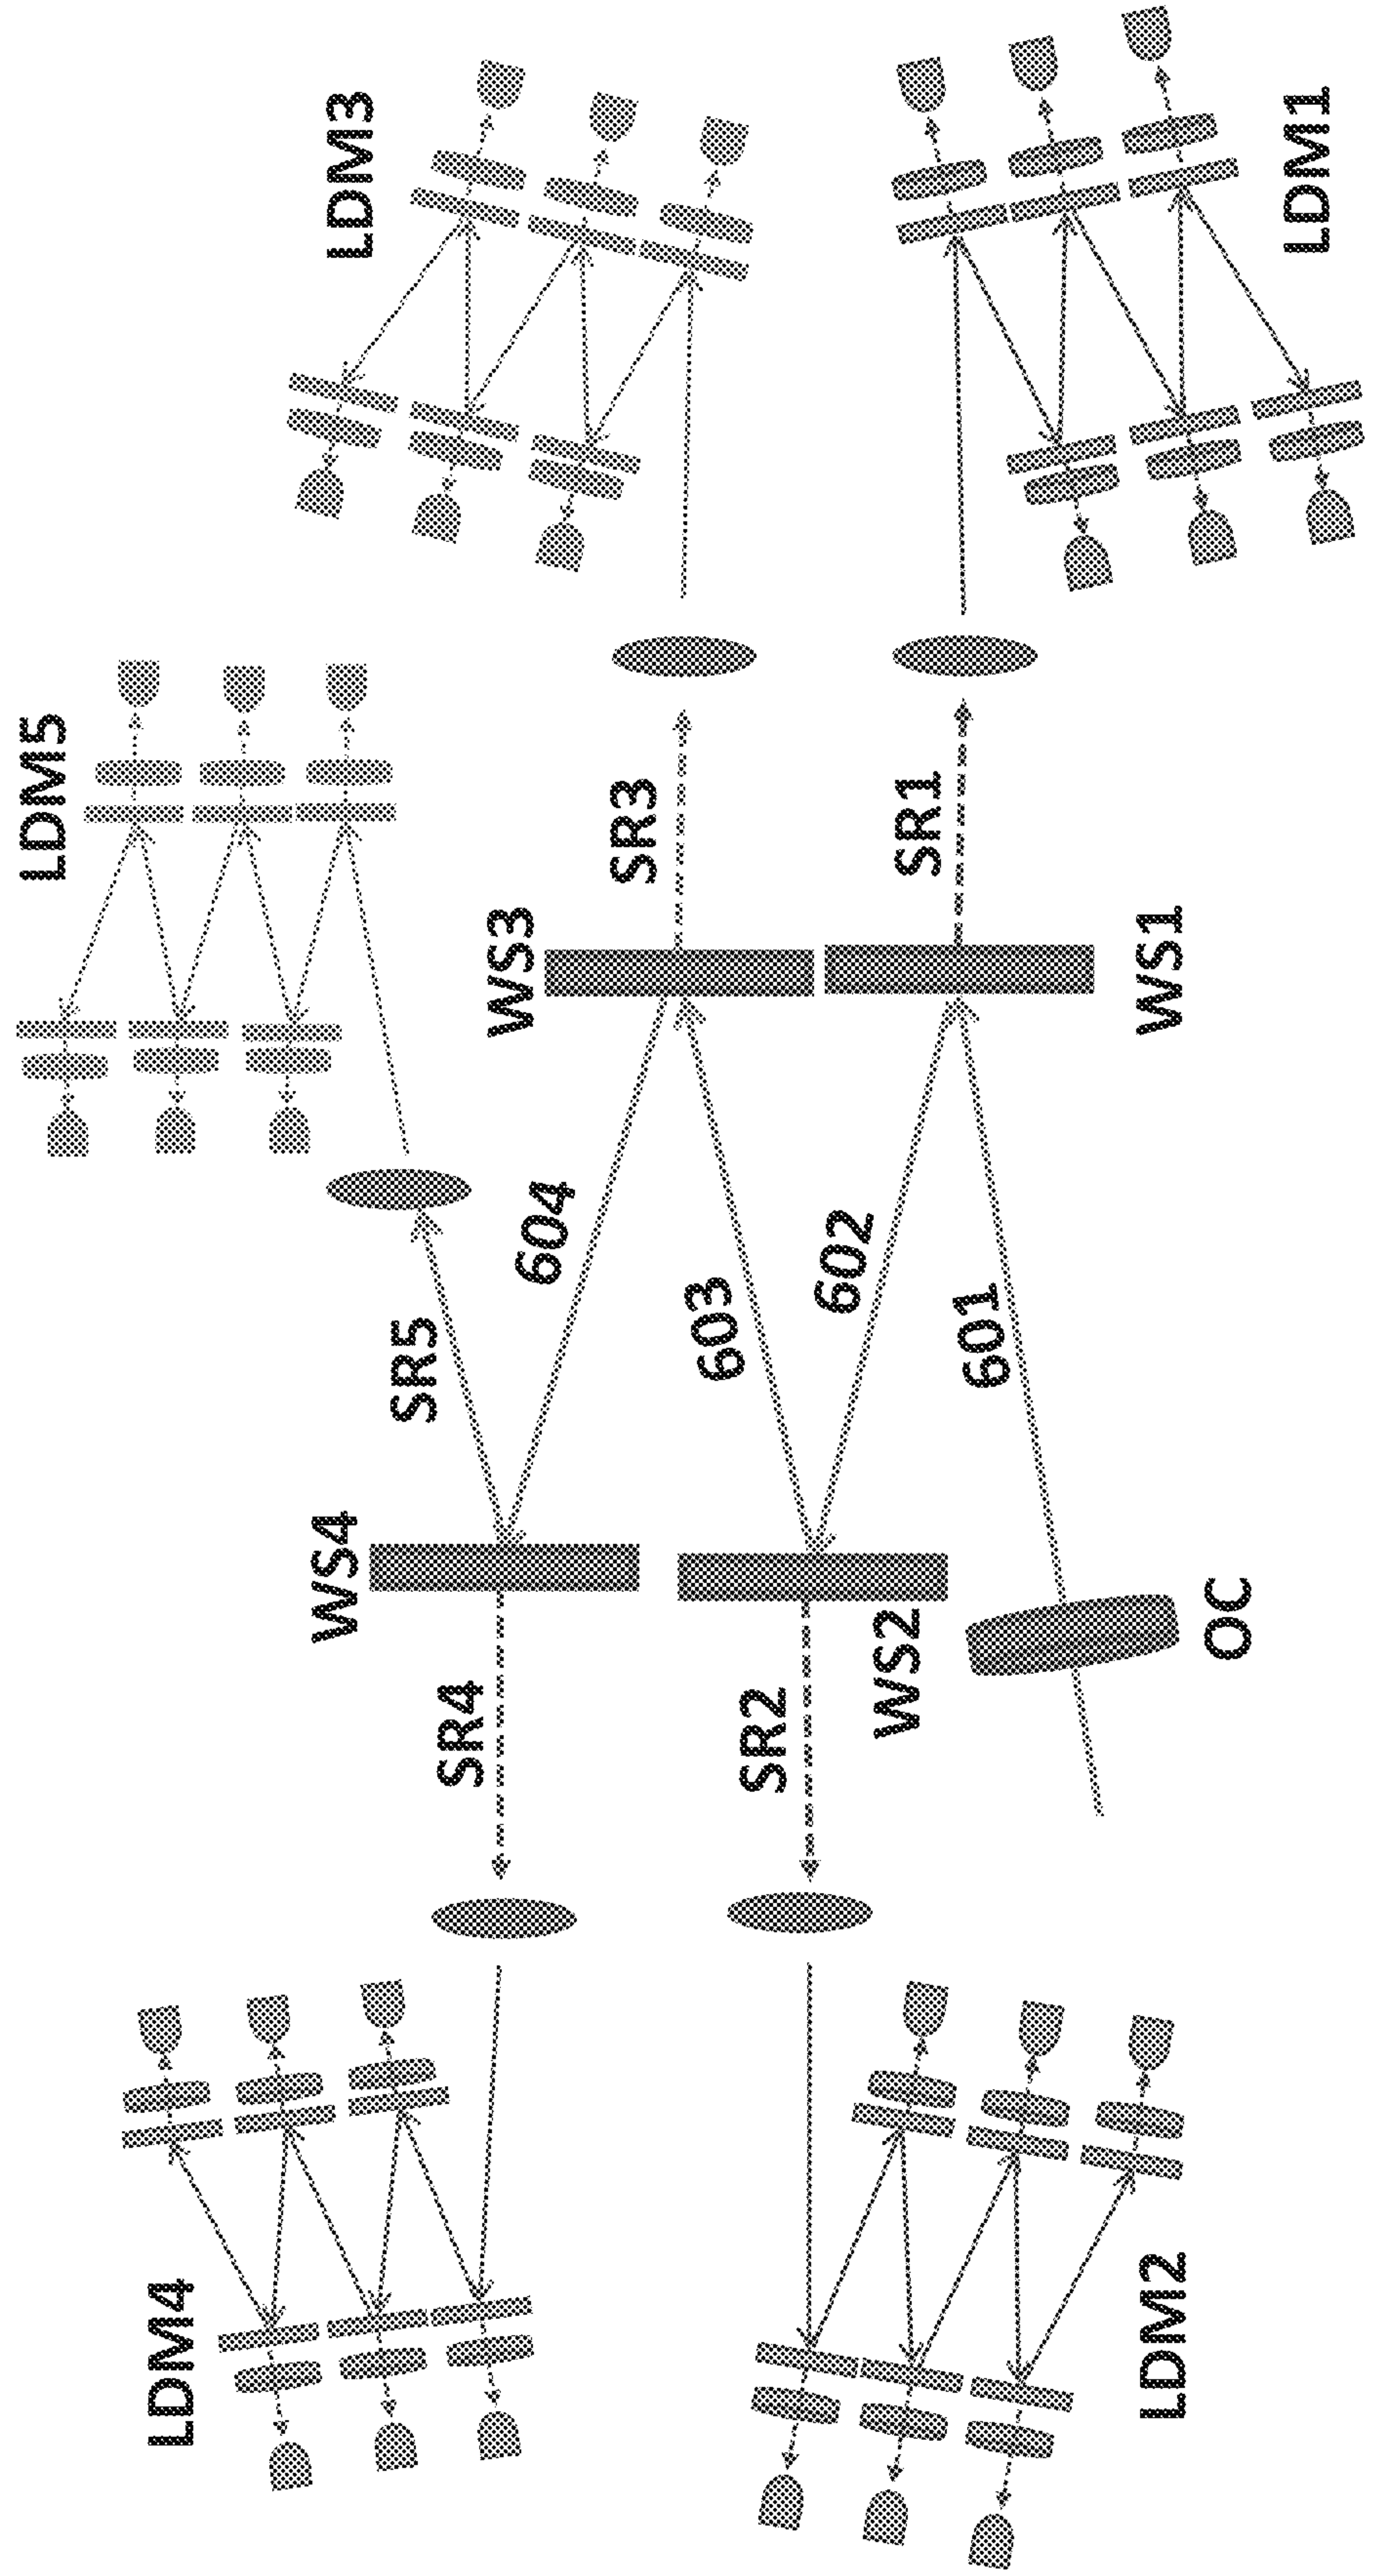 LDM5
LDM4
WS4
LDM3
SR5
SR4
WS3
604
SR3
603
SR2
602
WS2
SR1
601
LDM2
WS1
OC
LDM1